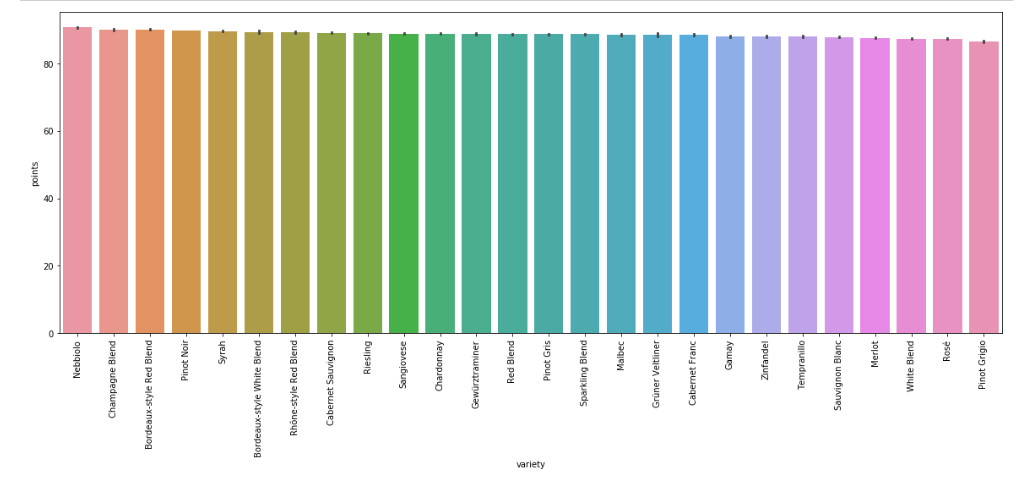 80
60
40
20
0
points
Nebbiolo
Champagne Blend
Bordeaux-style Red Blend
Pinot Noir
Syrah
Bordeaux-style White Blend
Rhône-style Red Blend
Cabernet Sauvignon
Riesling
Sangiovese
Chardonnay
Gewürztraminer
Red Blend
Pinot Gris
Sparkling Blend
Malbec
Grüner Veltliner
Cabernet Franc
Gamay
Zinfandel
Tempranillo
Sauvignon Blanc
Merlot
White Blend
Rosé
Pinot Grigio
variety